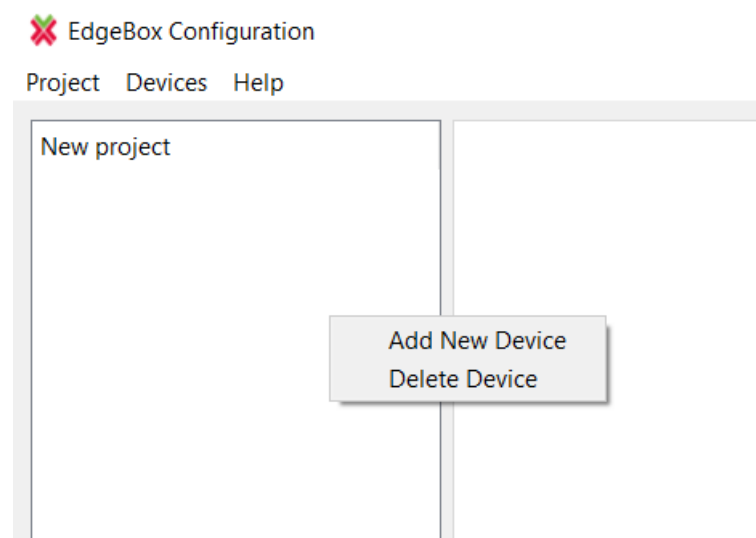 EdgeBox Configuration
Project Devices Help
New project
Add New Device
Delete Device